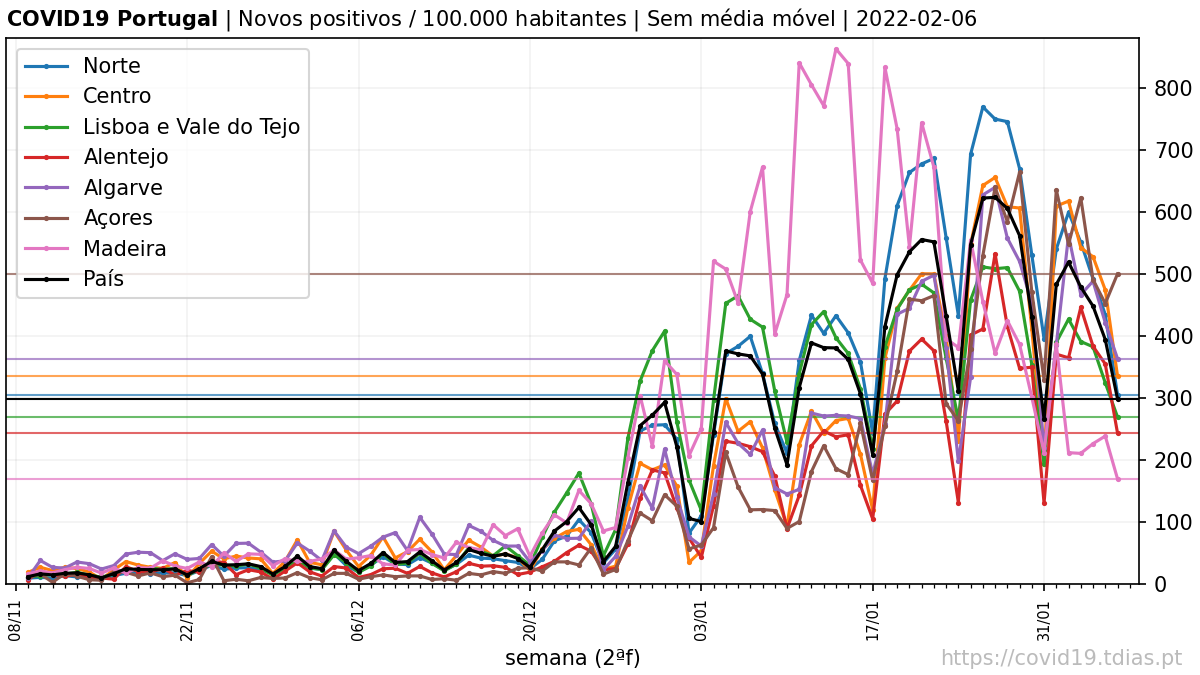 COVID19 Portugal | Novos positivos / 100.000 habitantes | Sem média móvel | 2022-02-06
Norte
Centro
Lisboa e Vale do Tejo
Alentejo
Algarve
Açores
Madeira
País
800
700
600
500
400
300
200
100
0
08/11
22/11
06/12
20/12
03/01
17/01
31/01
semana (2ªf)
https://covid19.tdias.pt